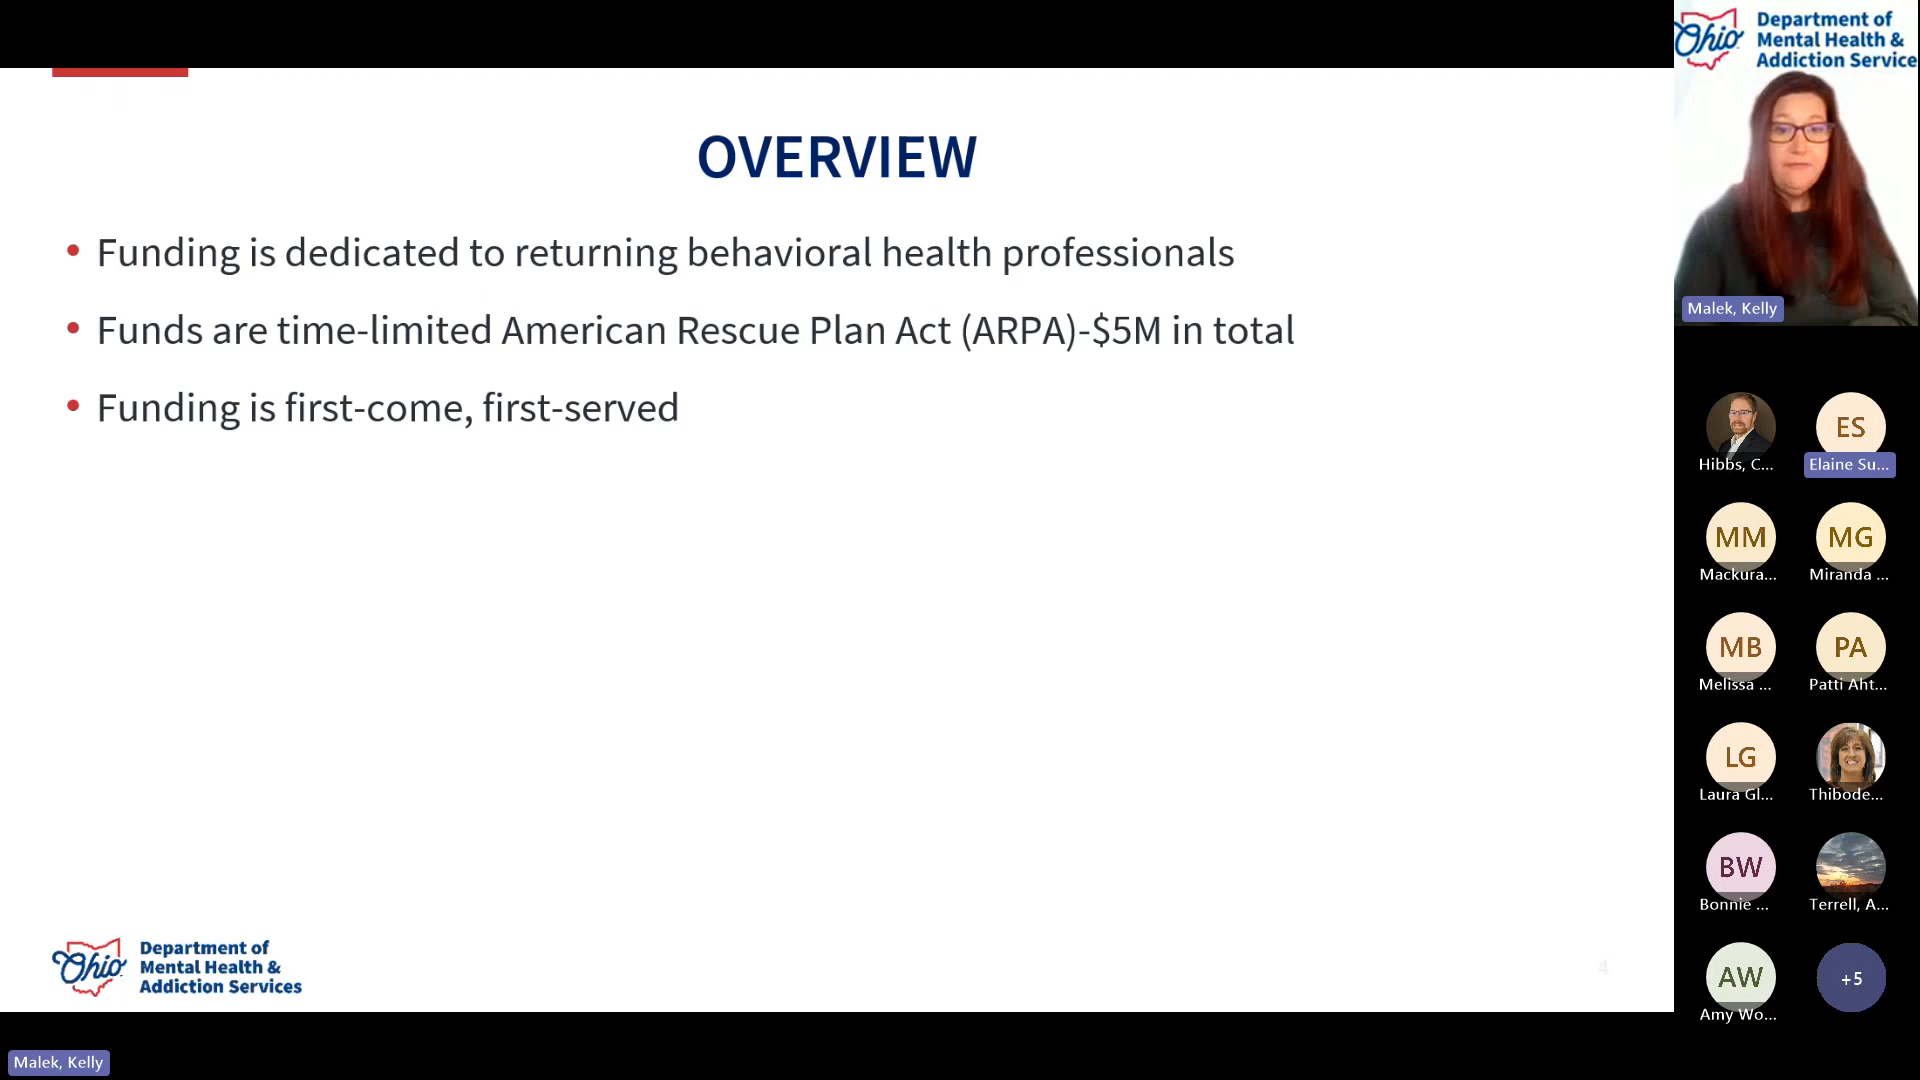 OVERVIEW
• Funding is dedicated to returning behavioral health professionals
• Funds are time-limited American Rescue Plan Act (ARPA)-$5M in total
• Funding is first-come, first-served
Ohio
Department of
Mental Health &
Addiction Services
4
Malek, Kelly
Ohio
Department of
Mental Health &
Addiction Service
Malek, Kelly
Hibbs, C...
ES
Elaine Su...
MM
Mackura...
MG
Miranda ...
MB
Melissa ...
PA
Patti Aht...
LG
Laura Gl...
Thibode...
BW
Bonnie ...
Terrell, A...
AW
Amy Wo...
+5